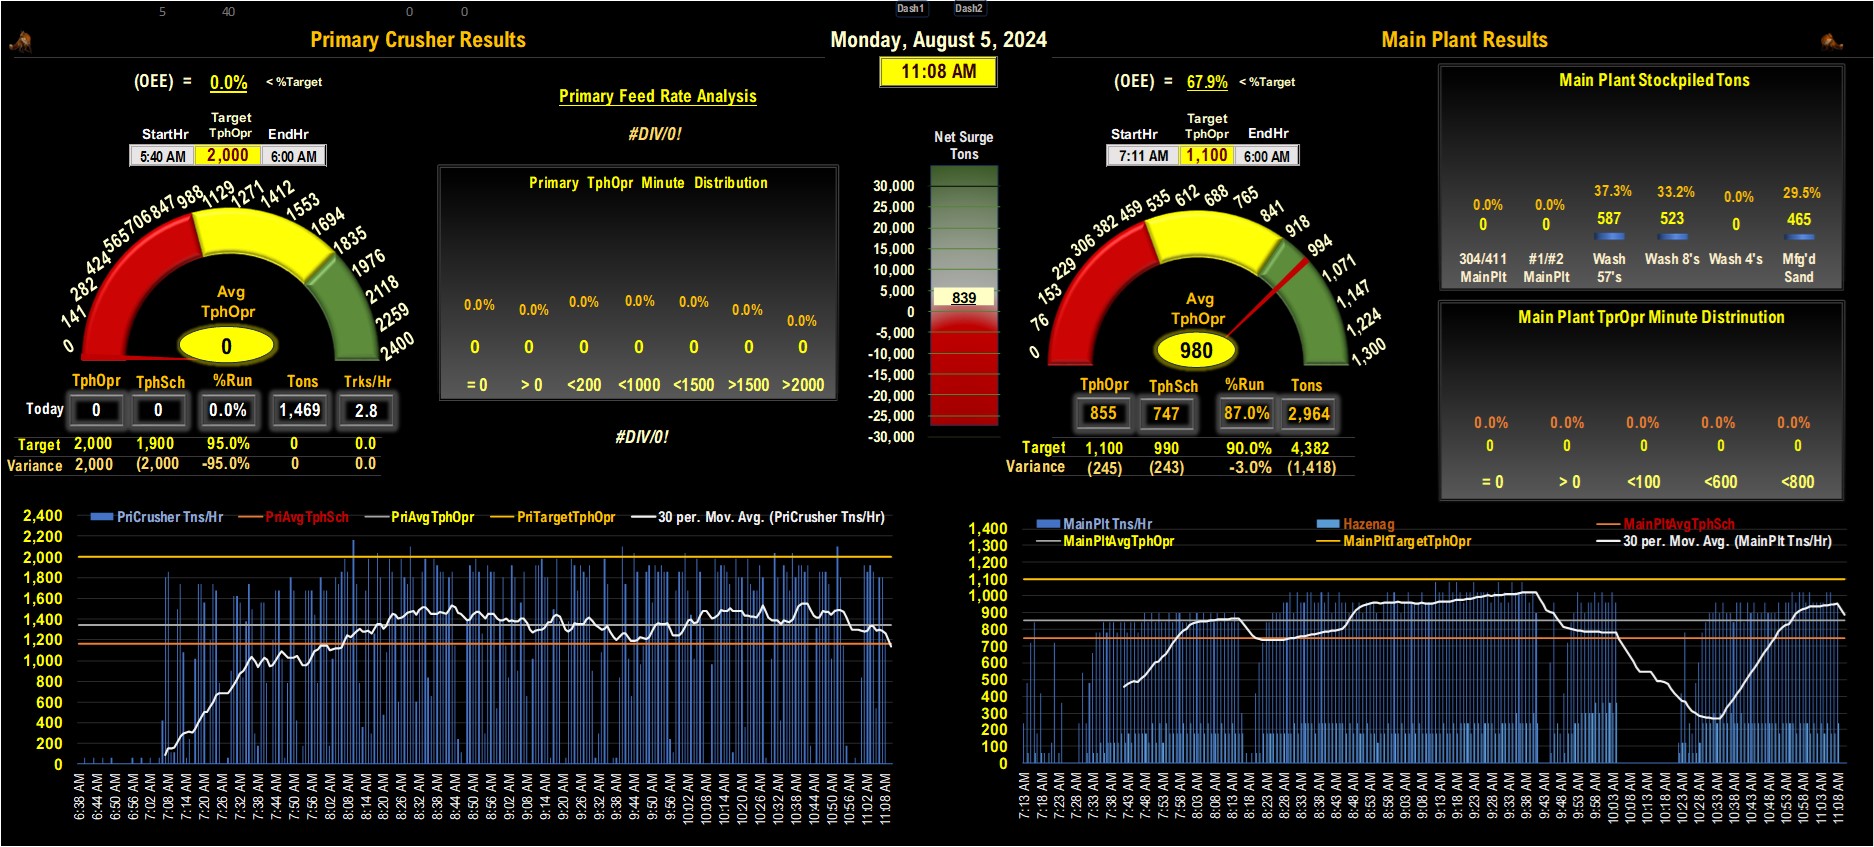 5 40 0 0 Dash1 Dash2
Primary Crusher Results
Monday, August 5, 2024
Main Plant Results
11:08 AM
(OEE) = 0.0% < %Target
StartHr Target TphOpr EndHr
5:40 AM 2,000 6:00 AM
0 141 282 424 565 706 847 988 1129 1271 1412 1553 1694 1835 1976 2118 2259 2400
Avg
TphOpr
0
TphOpr TphSch %Run Tons Trks/Hr
Today 0 0 0.0% 1,469 2.8
Target 2,000 1,900 95.0% 0 0.0
Variance 2,000 (2,000 -95.0% 0 0.0
Primary Feed Rate Analysis
#DIV/0!
Primary TphOpr Minute Distribution
0.0% 0.0% 0.0% 0.0% 0.0% 0.0% 0.0%
0 0 0 0 0 0 0
= 0 > 0 <200 <1000 <1500 >1500 >2000
#DIV/0!
Net Surge
Tons
30,000
25,000
20,000
15,000
10,000
5,000
839
0
-5,000
-10,000
-15,000
-20,000
-25,000
-30,000
(OEE) = 67.9% < %Target
StartHr Target TphOpr EndHr
7:11 AM 1,100 6:00 AM
0 76 153 229 306 382 459 535 612 688 765 841 918 994 1,071 1,147 1,224 1,300
Avg
TphOpr
980
TphOpr TphSch %Run Tons
855 747 87.0% 2,964
Target 1,100 990 90.0% 4,382
Variance (245) (243) -3.0% (1,418)
Main Plant Stockpiled Tons
0.0% 0.0% 37.3% 33.2% 0.0% 29.5%
0 0 587 523 0 465
304/411 #1/#2 Wash Wash 8's Wash 4's Mfg'd
MainPlt MainPlt 57's Sand
Main Plant TprOpr Minute Distrinution
0.0% 0.0% 0.0% 0.0% 0.0%
0 0 0 0 0
= 0 > 0 <100 <600 <800
PriCrusher Tns/Hr PriAvgTphSch PriAvgTphOpr PriTargetTphOpr 30 per. Mov. Avg. (PriCrusher Tns/Hr)
2,400
2,200
2,000
1,800
1,600
1,400
1,200
1,000
800
600
400
200
0
6:38 AM 6:44 AM 6:50 AM 6:56 AM 7:02 AM 7:08 AM 7:14 AM 7:20 AM 7:26 AM 7:32 AM 7:38 AM 7:44 AM 7:50 AM 7:56 AM 8:02 AM 8:08 AM 8:14 AM 8:20 AM 8:26 AM 8:32 AM 8:38 AM 8:44 AM 8:50 AM 8:56 AM 9:02 AM 9:08 AM 9:14 AM 9:20 AM 9:26 AM 9:32 AM 9:38 AM 9:44 AM 9:50 AM 9:56 AM 10:02 AM 10:08 AM 10:14 AM 10:20 AM 10:26 AM 10:32 AM 10:38 AM 10:44 AM 10:50 AM 10:56 AM 11:02 AM 11:08 AM
MainPlt Tns/Hr Hazenag MainPltAvgTphSch
MainPltAvgTphOpr MainPltTargetTphOpr 30 per. Mov. Avg. (MainPlt Tns/Hr)
1,400
1,300
1,200
1,100
1,000
900
800
700
600
500
400
300
200
100
0
7:13 AM 7:18 AM 7:23 AM 7:28 AM 7:33 AM 7:38 AM 7:43 AM 7:48 AM 7:53 AM 7:58 AM 8:03 AM 8:08 AM 8:13 AM 8:18 AM 8:23 AM 8:28 AM 8:33 AM 8:38 AM 8:43 AM 8:48 AM 8:53 AM 8:58 AM 9:03 AM 9:08 AM 9:13 AM 9:18 AM 9:23 AM 9:28 AM 9:33 AM 9:38 AM 9:43 AM 9:48 AM 9:53 AM 9:58 AM 10:03 AM 10:08 AM 10:13 AM 10:18 AM 10:23 AM 10:28 AM 10:33 AM 10:38 AM 10:43 AM 10:48 AM 10:53 AM 10:58 AM 11:03 AM 11:08 AM